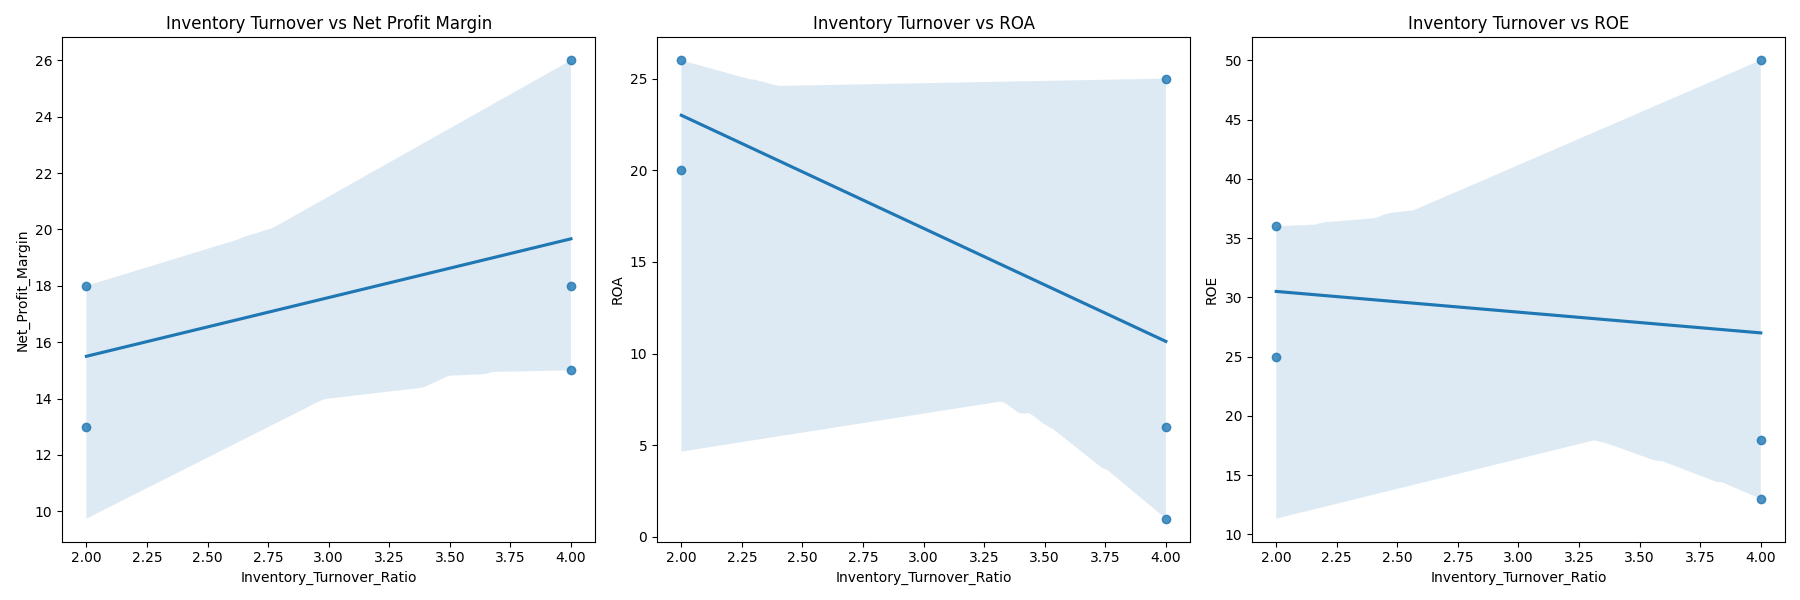 Inventory Turnover vs Net Profit Margin
Net_Profit_Margin
26
24
22
20
18
16
14
12
10
2.00 2.25 2.50 2.75 3.00 3.25 3.50 3.75 4.00
Inventory_Turnover_Ratio
Inventory Turnover vs ROA
ROA
25
20
15
10
5
0
2.00 2.25 2.50 2.75 3.00 3.25 3.50 3.75 4.00
Inventory_Turnover_Ratio
Inventory Turnover vs ROE
ROE
50
45
40
35
30
25
20
15
10
2.00 2.25 2.50 2.75 3.00 3.25 3.50 3.75 4.00
Inventory_Turnover_Ratio